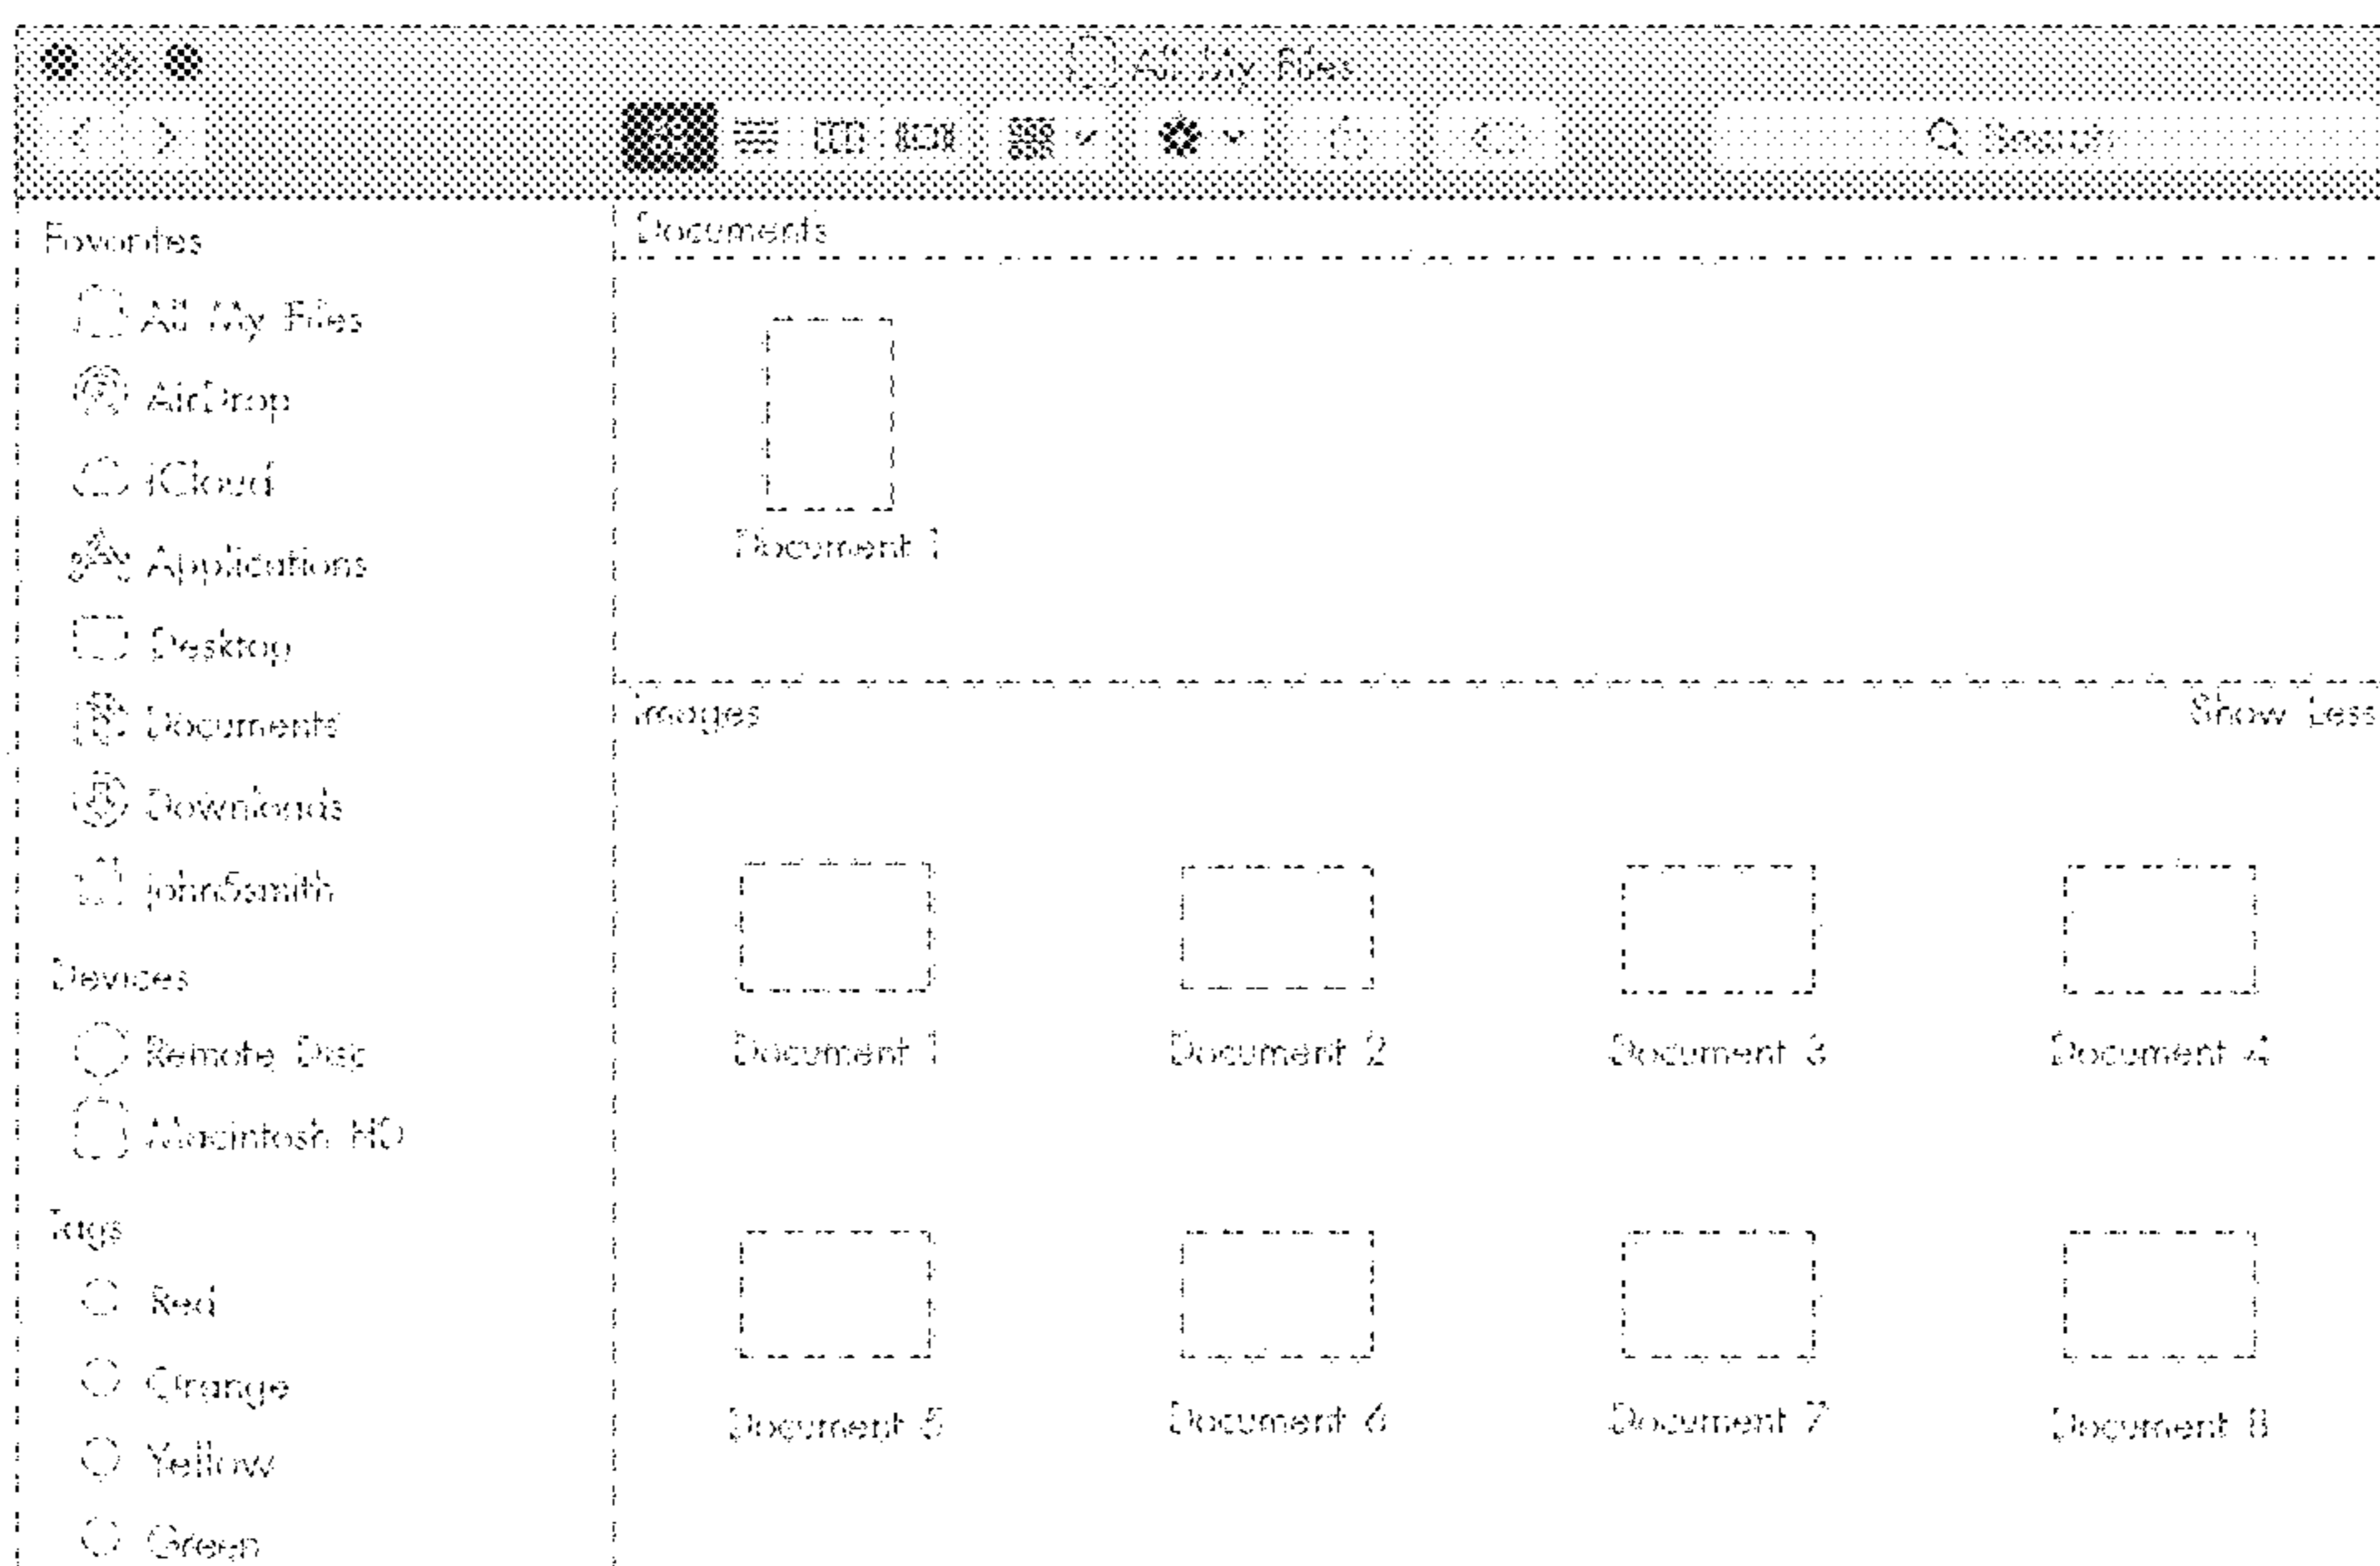 All My Files
Search
Favorites
All My Files
AirDrop
iCloud
Applications
Desktop
Documents
Downloads
john5smith
Devices
Remote Disc
Macintosh HD
Tags
Red
Orange
Yellow
Green
Documents
Document 1
Images Show Less
Document 1 Document 2 Document 3 Document 4
Document 5 Document 6 Document 7 Document 8